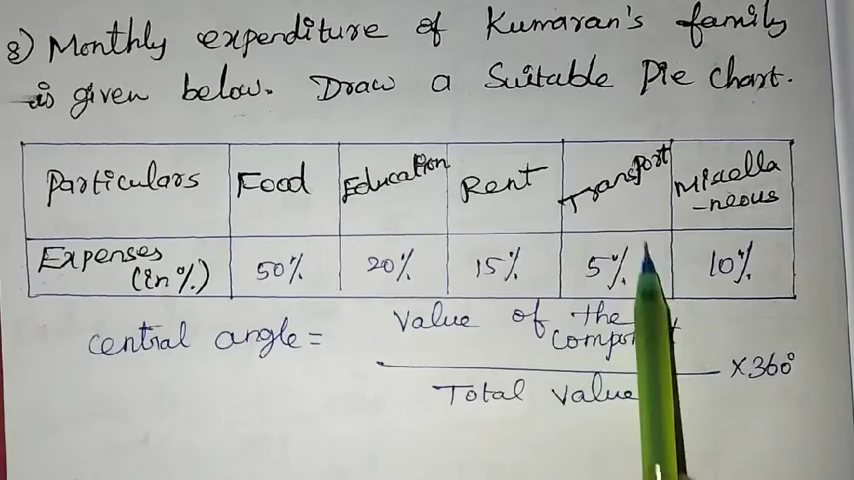 8) Monthly expenditure of Kumaran's family
is given below. Draw a Suitable Pie chart.
Particulars Food Education Rent Transport Miscella-neous
Expenses (in %) 50% 20% 15% 5% 10%
central angle = Value of the
Total Value × 360°